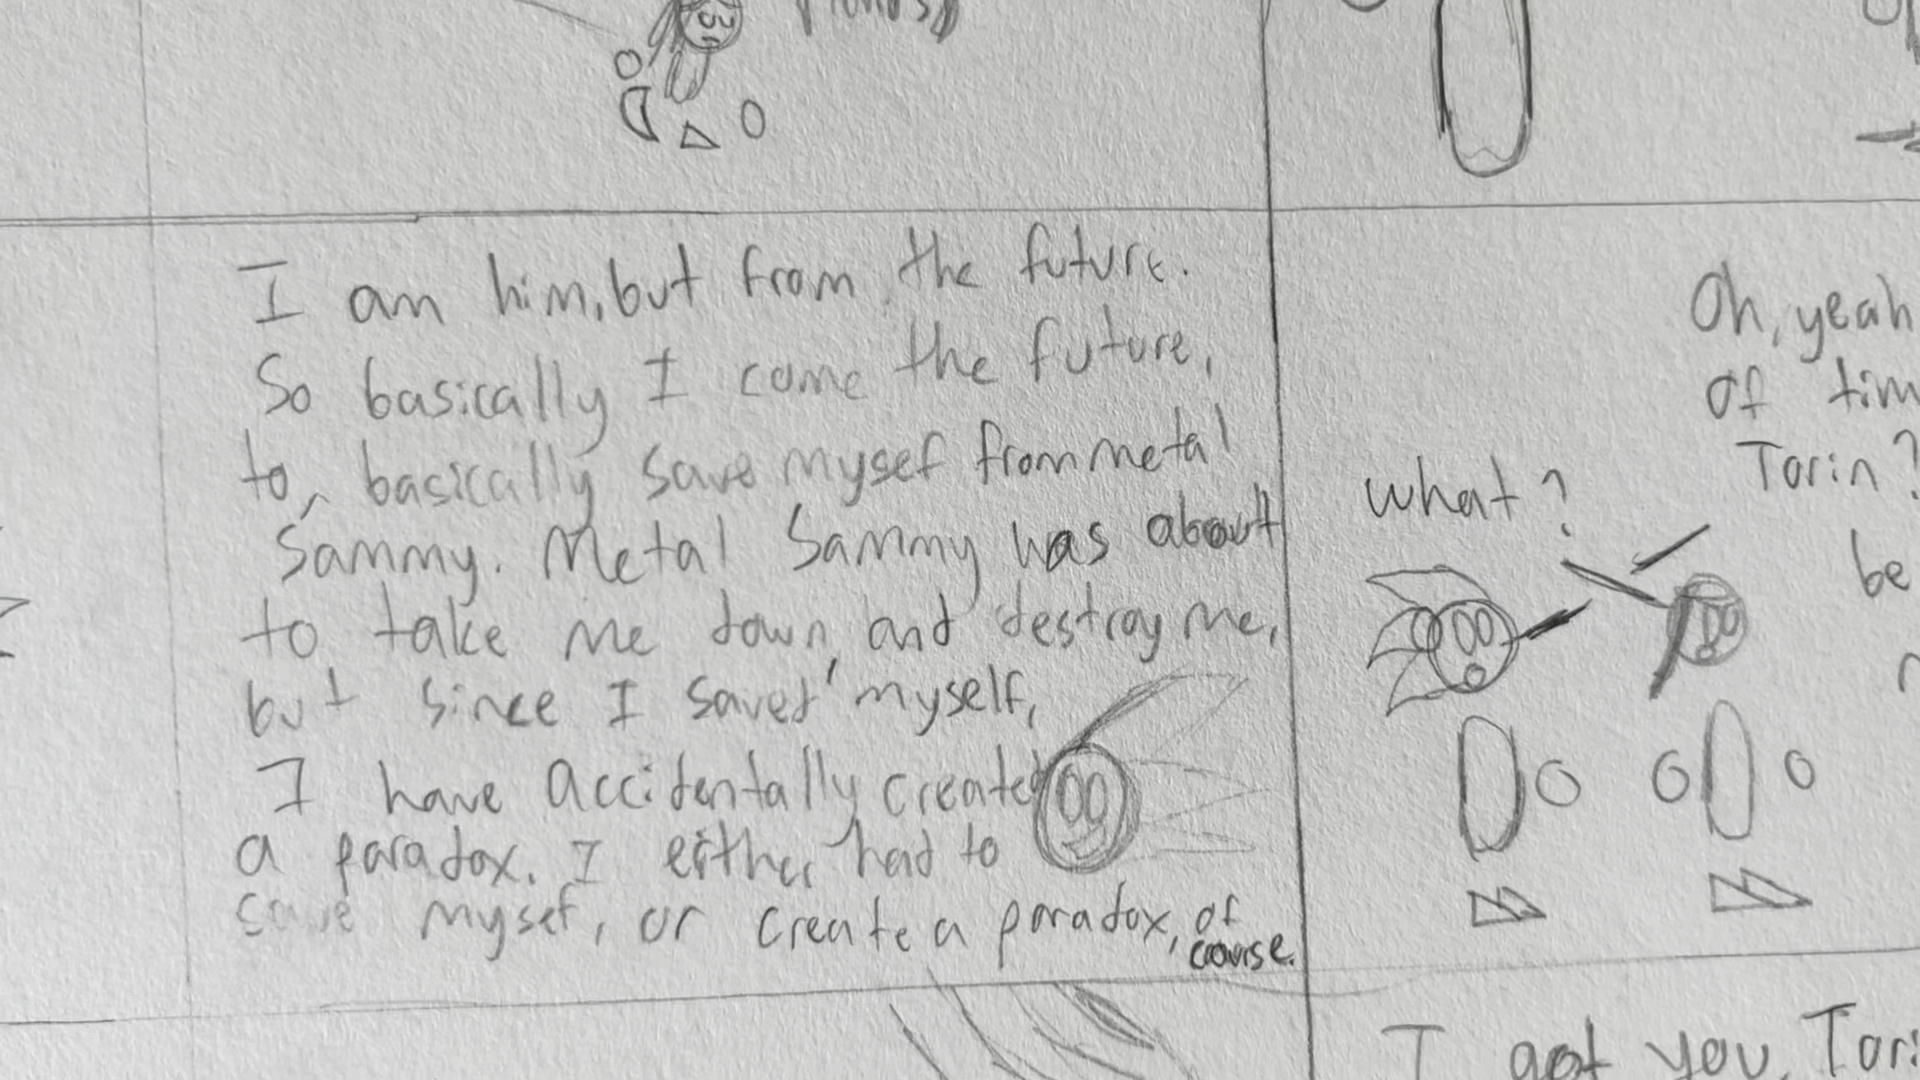 I am him, but from the future.
So basically I come the future,
to, basically save mysef from metal
Sammy. Metal Sammy was about
to take me down, and destroy me,
but since I saved myself,
I have accidentally created
a paradox. I either had to
save mysef, or create a paradox, of
course.
what?
Oh, yeah
of tim
Torin?
be
I got you, Tori